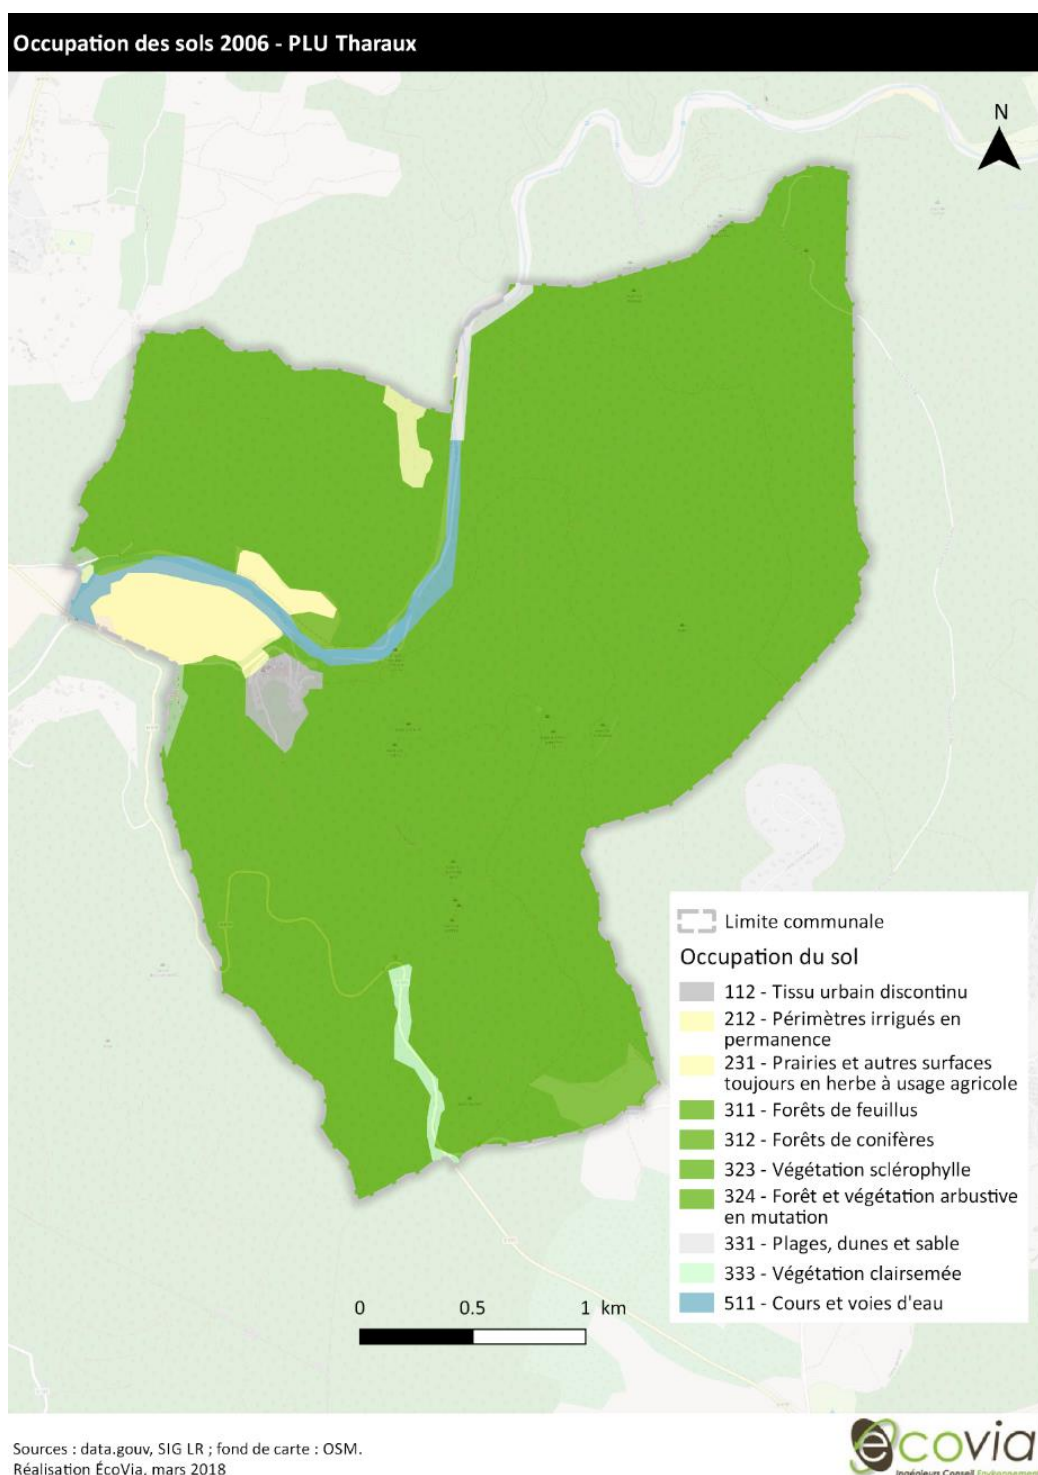 Occupation des sols 2006 - PLU Tharaux
N
Limite communale
Occupation du sol
112 - Tissu urbain discontinu
212 - Périmètres irrigués en
permanence
231 - Prairies et autres surfaces
toujours en herbe à usage agricole
311 - Forêts de feuillus
312 - Forêts de conifères
323 - Végétation sclérophylle
324 - Forêt et végétation arbustive
en mutation
331 - Plages, dunes et sable
333 - Végétation clairsemée
511 - Cours et voies d'eau
0 0.5 1 km
Sources : data.gouv, SIG LR ; fond de carte : OSM.
Réalisation ÉcoVia, mars 2018
écovia
Ingénieurs Conseil Environnement